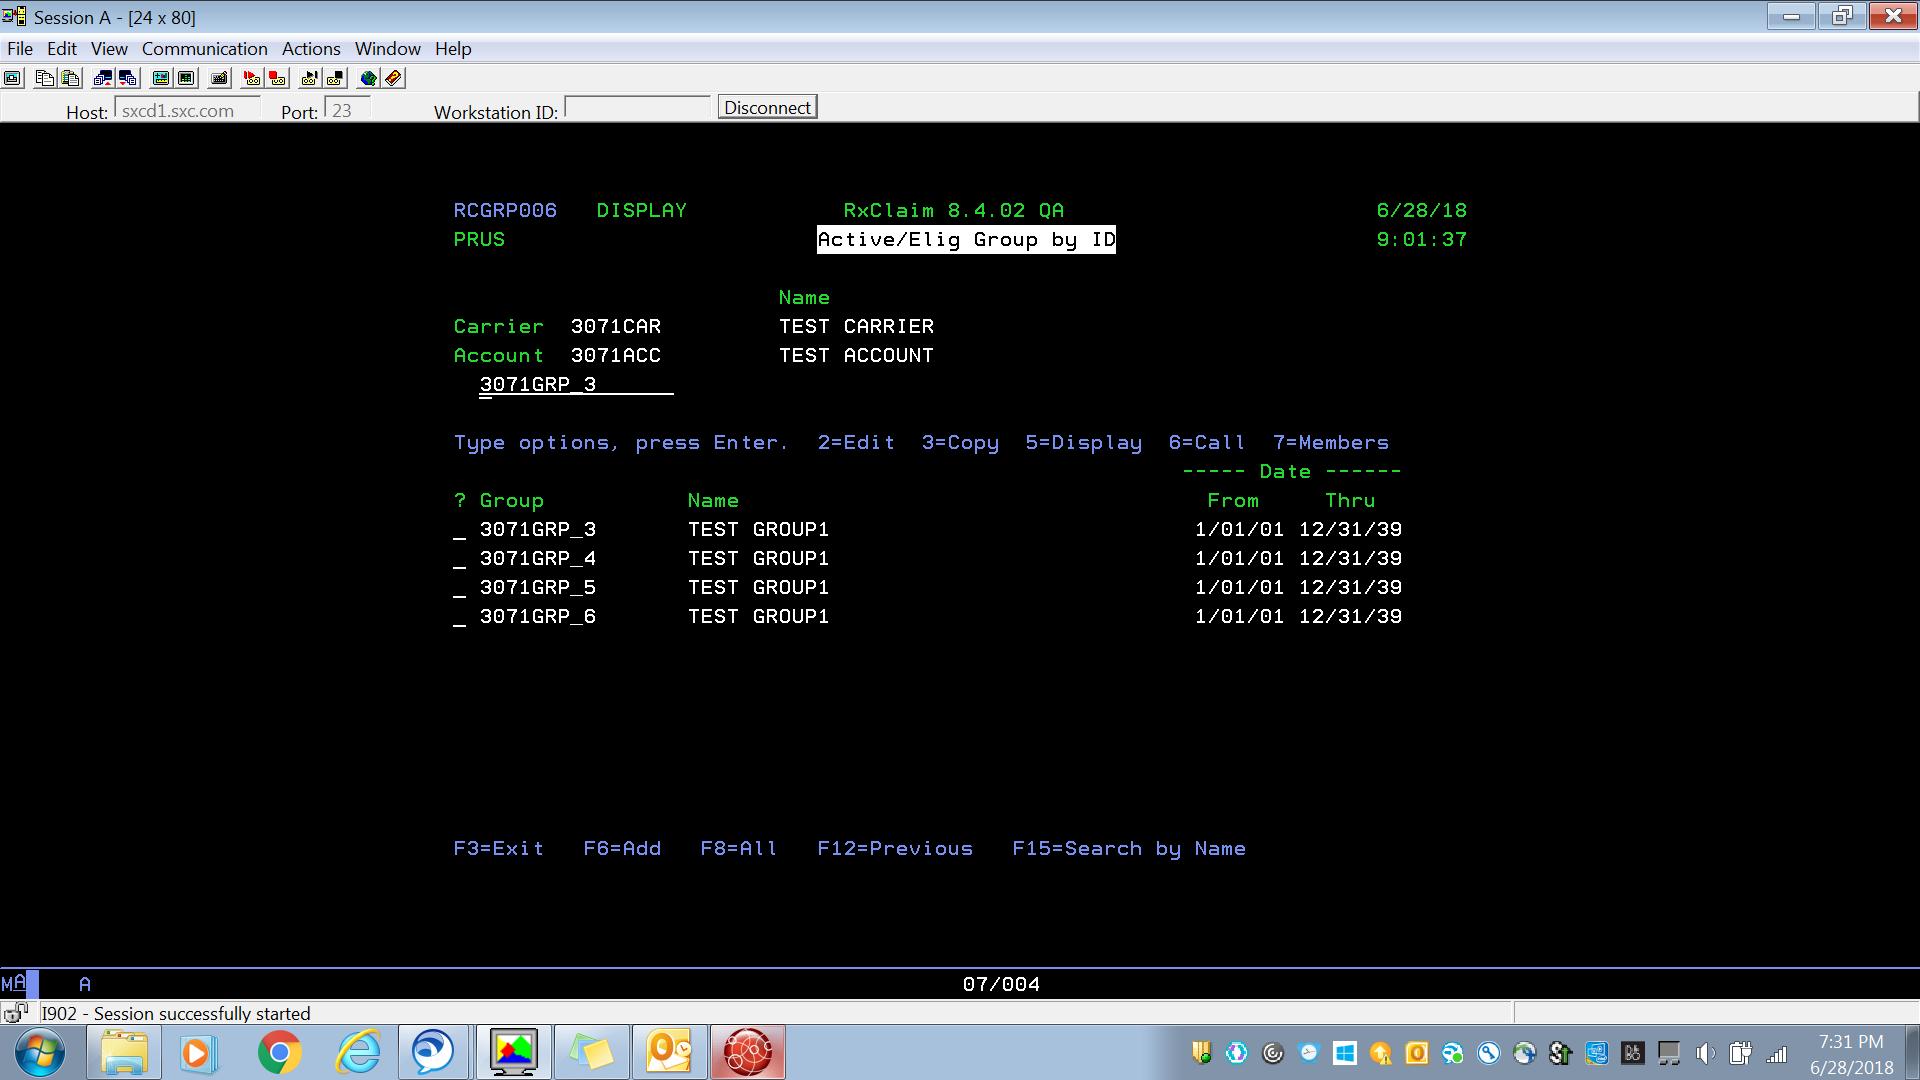 Session A - [24 x 80]
File Edit View Communication Actions Window Help
Host: sxcd1.sxc.com Port: 23 Workstation ID: Disconnect
RCGRP006 DISPLAY RxClaim 8.4.02 QA 6/28/18
PRUS Active/Elig Group by ID 9:01:37
Name
Carrier 3071CAR TEST CARRIER
Account 3071ACC TEST ACCOUNT
3071GRP_3
Type options, press Enter. 2=Edit 3=Copy 5=Display 6=Call 7=Members
----- Date ------
? Group Name From Thru
_ 3071GRP_3 TEST GROUP1 1/01/01 12/31/39
_ 3071GRP_4 TEST GROUP1 1/01/01 12/31/39
_ 3071GRP_5 TEST GROUP1 1/01/01 12/31/39
_ 3071GRP_6 TEST GROUP1 1/01/01 12/31/39
F3=Exit F6=Add F8=All F12=Previous F15=Search by Name
MA A 07/004
I902 - Session successfully started
7:31 PM
6/28/2018